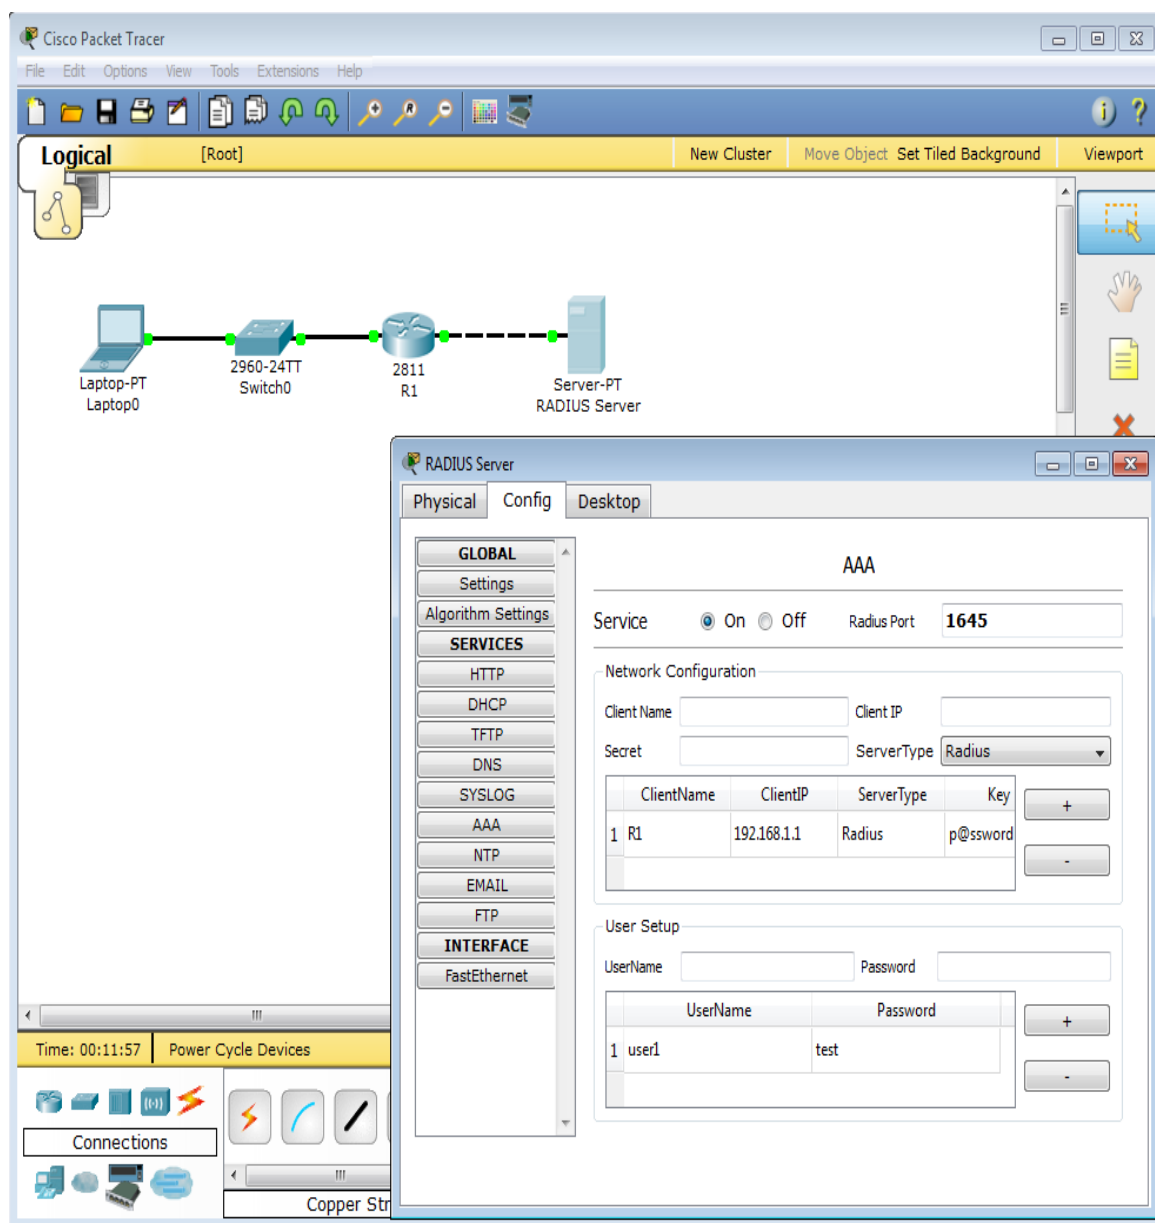 Cisco Packet Tracer
File Edit Options View Tools Extensions Help
Logical [Root] New Cluster Move Object Set Tiled Background Viewport
2960-24TT
Switch0
2811
R1
Laptop-PT
Laptop0
Server-PT
RADIUS Server
RADIUS Server
Physical Config Desktop
GLOBAL
Settings
Algorithm Settings
SERVICES
HTTP
DHCP
TFTP
DNS
SYSLOG
AAA
NTP
EMAIL
FTP
INTERFACE
FastEthernet
AAA
Service On Off Radius Port 1645
Network Configuration
Client Name Client IP
Secret ServerType Radius
ClientName ClientIP ServerType Key
1 R1 192.168.1.1 Radius p@ssword
+
-
User Setup
UserName Password
UserName Password
1 user1 test
+
-
Time: 00:11:57 Power Cycle Devices
Connections
Copper Str